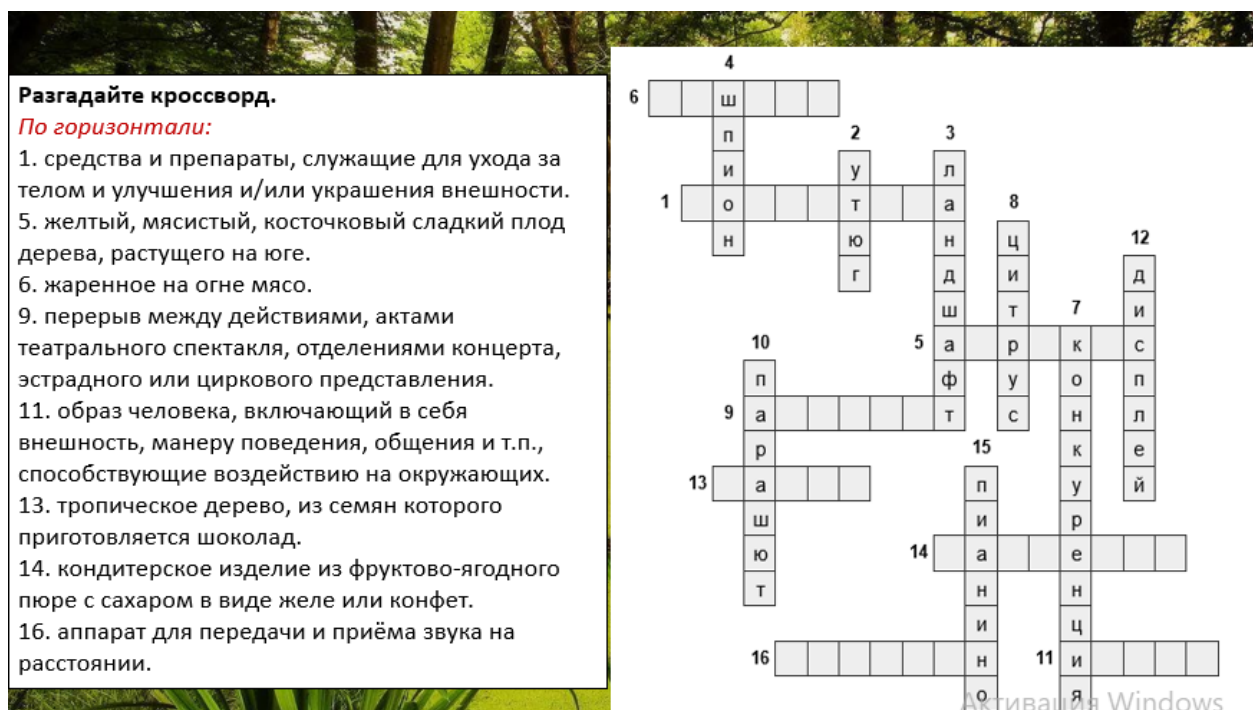 Разгадайте кроссворд.
По горизонтали:
1. средства и препараты, служащие для ухода за
телом и улучшения и/или украшения внешности.
5. желтый, мясистый, косточковый сладкий плод
дерева, растущего на юге.
6. жаренное на огне мясо.
9. перерыв между действиями, актами
театрального спектакля, отделениями концерта,
эстрадного или циркового представления.
11. образ человека, включающий в себя
внешность, манеру поведения, общения и т.п.,
способствующие воздействию на окружающих.
13. тропическое дерево, из семян которого
приготовляется шоколад.
14. кондитерское изделие из фруктово-ягодного
пюре с сахаром в виде желе или конфет.
16. аппарат для передачи и приёма звука на
расстоянии.
4
6 ш
п 2 3
и у л
1 о т а 8
н ю н ц 12
г д и д
ш т 7 и
10 5 а р к с
п ф у о п
9 а т с н л
р 15 к е
13 а п у й
ш и р
ю 14 а е
т н н
и ц
16 н 11 и
о я
Активация Windows